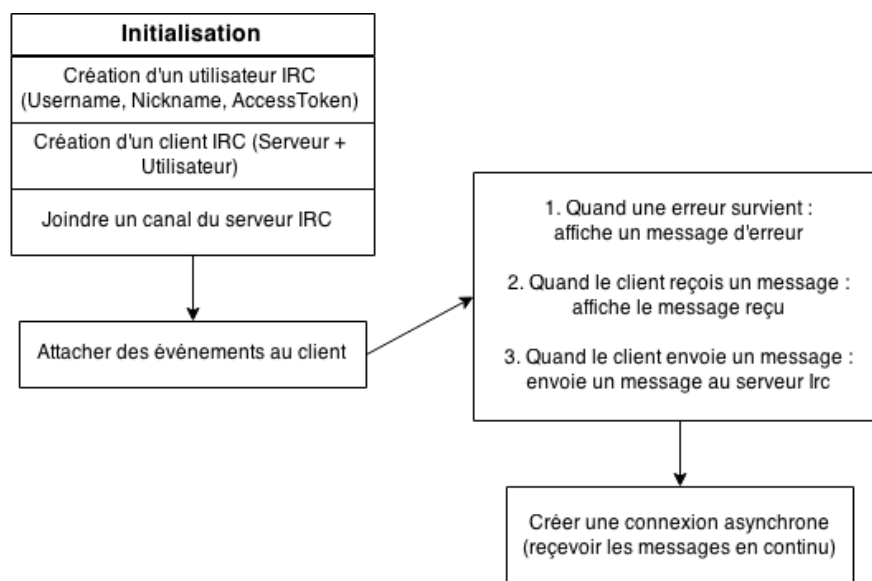 Initialisation
Création d'un utilisateur IRC
(Username, Nickname, AccessToken)
Création d'un client IRC (Serveur +
Utilisateur)
Joindre un canal du serveur IRC
Attacher des événements au client
1. Quand une erreur survient :
affiche un message d'erreur
2. Quand le client reçois un message :
affiche le message reçu
3. Quand le client envoie un message :
envoie un message au serveur Irc
Créer une connexion asynchrone
(reçevoir les messages en continu)